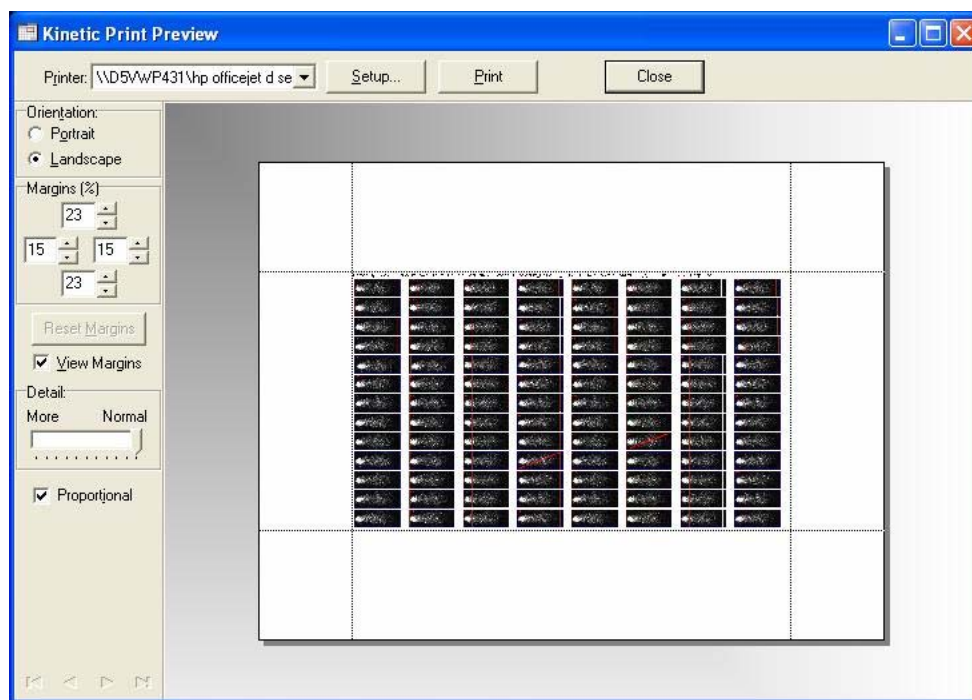 Kinetic Print Preview
Printer: \\D5VWP431\hp officejet d se Setup... Print Close
Orientation:
Portrait
Landscape
Margins (%)
23
15 15
23
Reset Margins
View Margins
Detail:
More Normal
Proportional